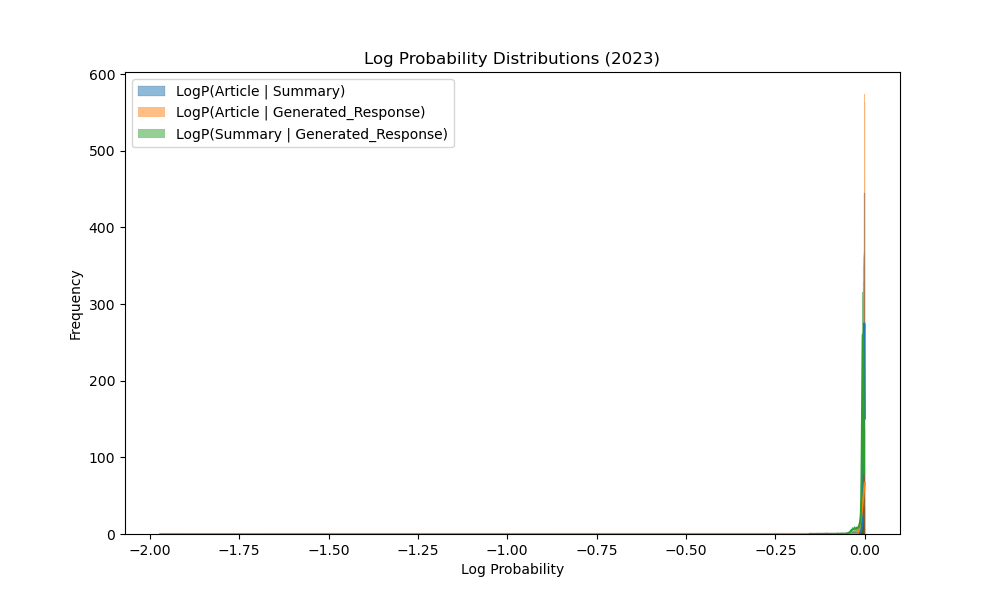 Log Probability Distributions (2023)
LogP(Article | Summary)
LogP(Article | Generated_Response)
LogP(Summary | Generated_Response)
600
500
400
300
200
100
0
Frequency
−2.00 −1.75 −1.50 −1.25 −1.00 −0.75 −0.50 −0.25 0.00
Log Probability